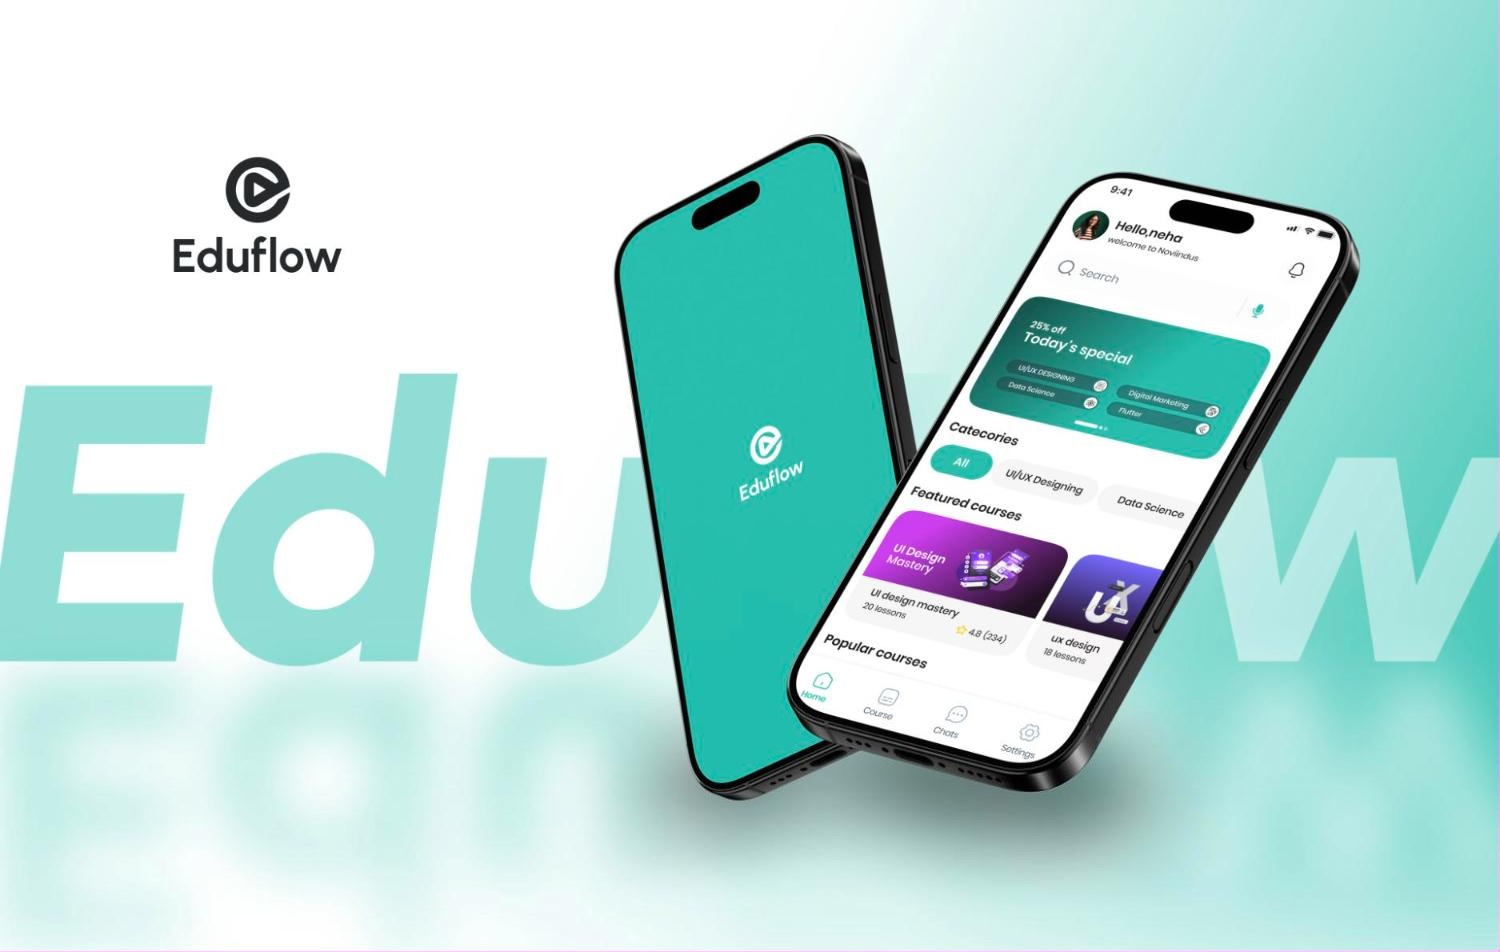 Eduflow
Edu
w
Eduflow
9:41
Hello,neha
welcome to Noviindus
Search
25% off
Today's special
UI/UX DESIGNING
Digital Marketing
Data Science
Flutter
Catecories
All
UI/UX Designing
Data Science
Featured courses
UI Design
Mastery
UX
UI design mastery
20 lessons
4.8 (234)
ux design
18 lessons
Popular courses
Home
Course
Chats
Settings